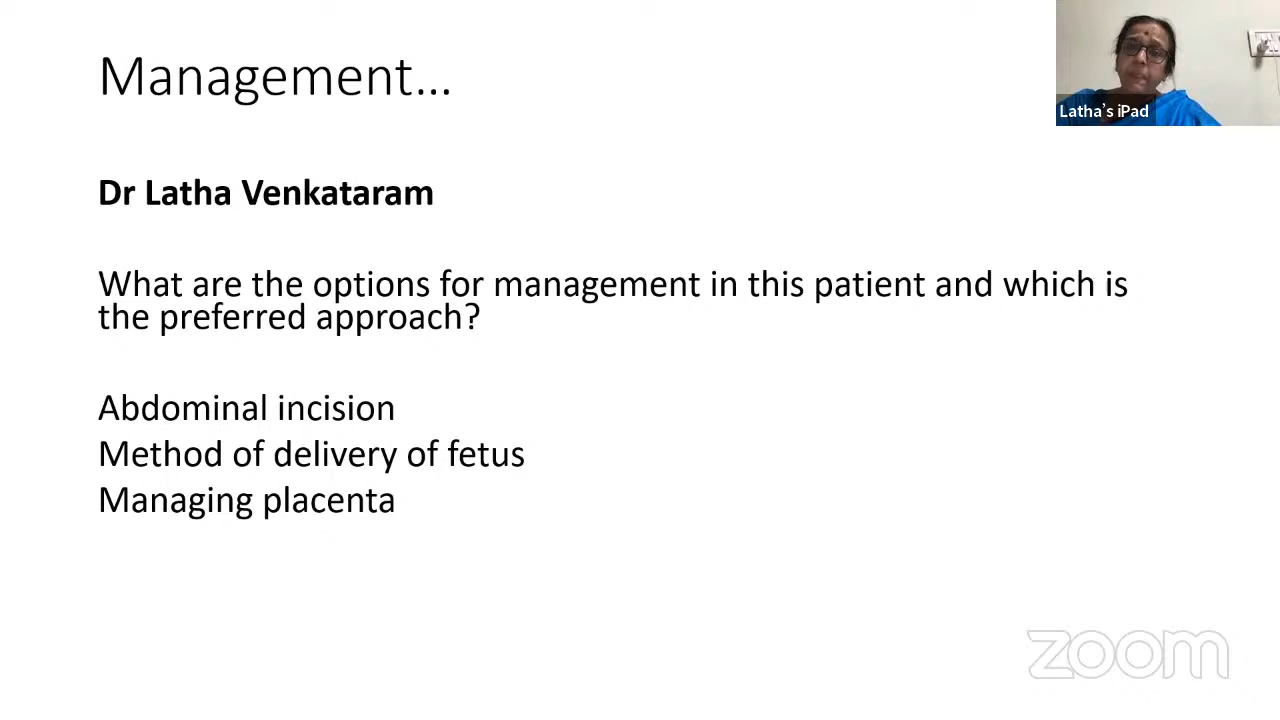 Management...
Latha's iPad
Dr Latha Venkataram
What are the options for management in this patient and which is
the preferred approach?
Abdominal incision
Method of delivery of fetus
Managing placenta
zoom